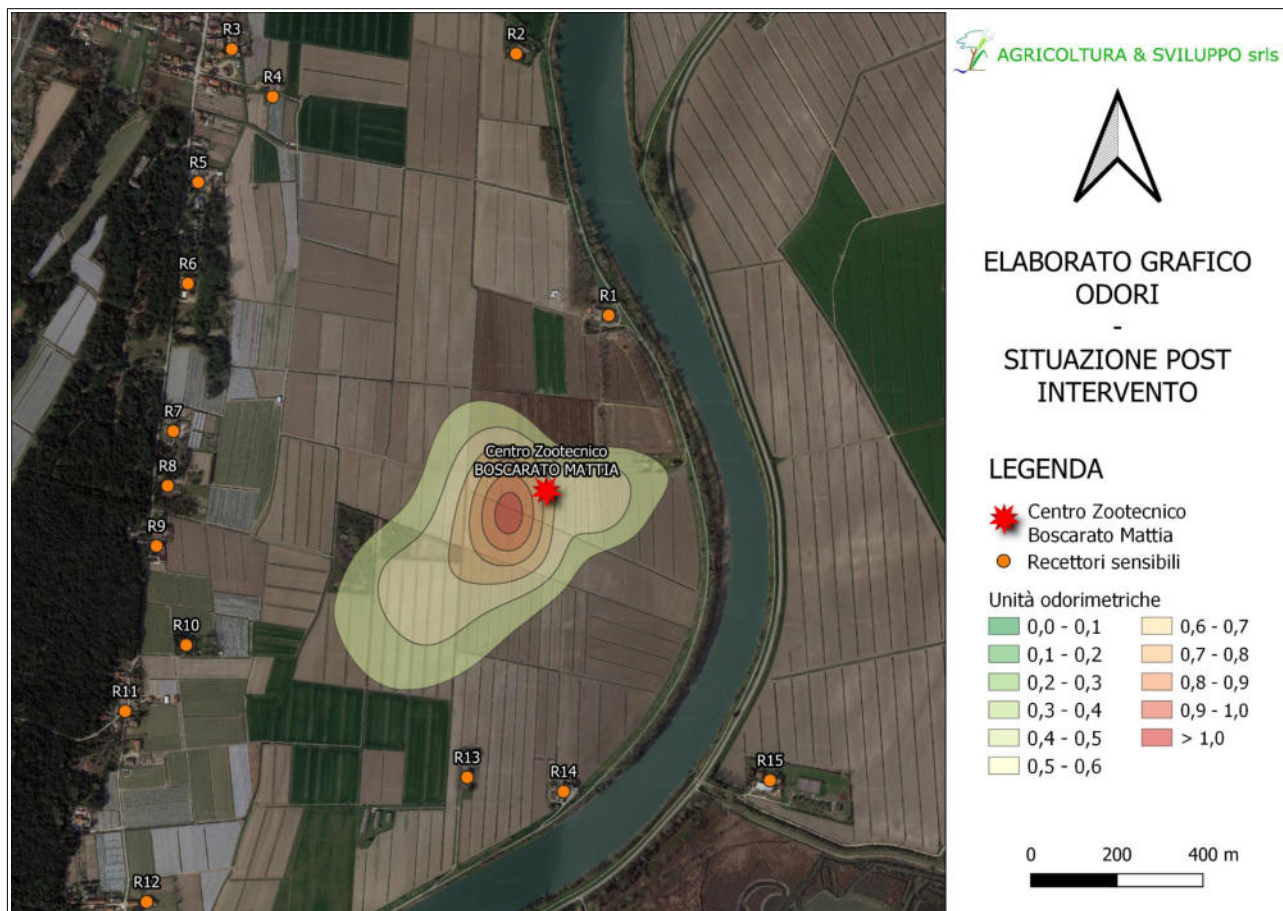 R3
R2
R4
R5
R6
R1
R7
Centro Zootecnico
BOSCARATO MATTIA
R8
R9
R10
R11
R13
R14
R15
R12
AGRICOLTURA & SVILUPPO srls
ELABORATO GRAFICO
ODORI
-
SITUAZIONE POST
INTERVENTO
LEGENDA
Centro Zootecnico
Boscarato Mattia
Recettori sensibili
Unità odorimetriche
0,0 - 0,1
0,1 - 0,2
0,2 - 0,3
0,3 - 0,4
0,4 - 0,5
0,5 - 0,6
0,6 - 0,7
0,7 - 0,8
0,8 - 0,9
0,9 - 1,0
> 1,0
0 200 400 m